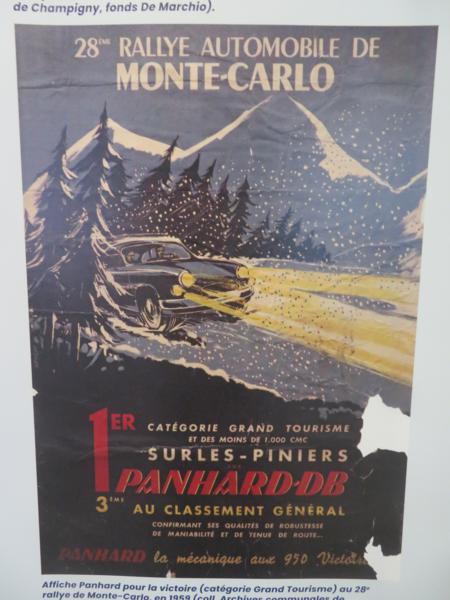 de Champigny, fonds De Marchio).
28ÈME RALLYE AUTOMOBILE DE
MONTE-CARLO
1ER CATÉGORIE GRAND TOURISME
ET DES MOINS DE 1.000 CMC
SURLES-PINIERS
SUR
PANHARD-DB
3ÈME AU CLASSEMENT GÉNÉRAL
CONFIRMANT SES QUALITÉS DE ROBUSTESSE
DE MANIABILITÉ ET DE TENUE DE ROUTE...
PANHARD la mécanique aux 950
Affiche Panhard pour la victoire (catégorie Grand Tourisme) au 28e
rallye de Monte-Carlo, en 1959 (coll. Archives communales de